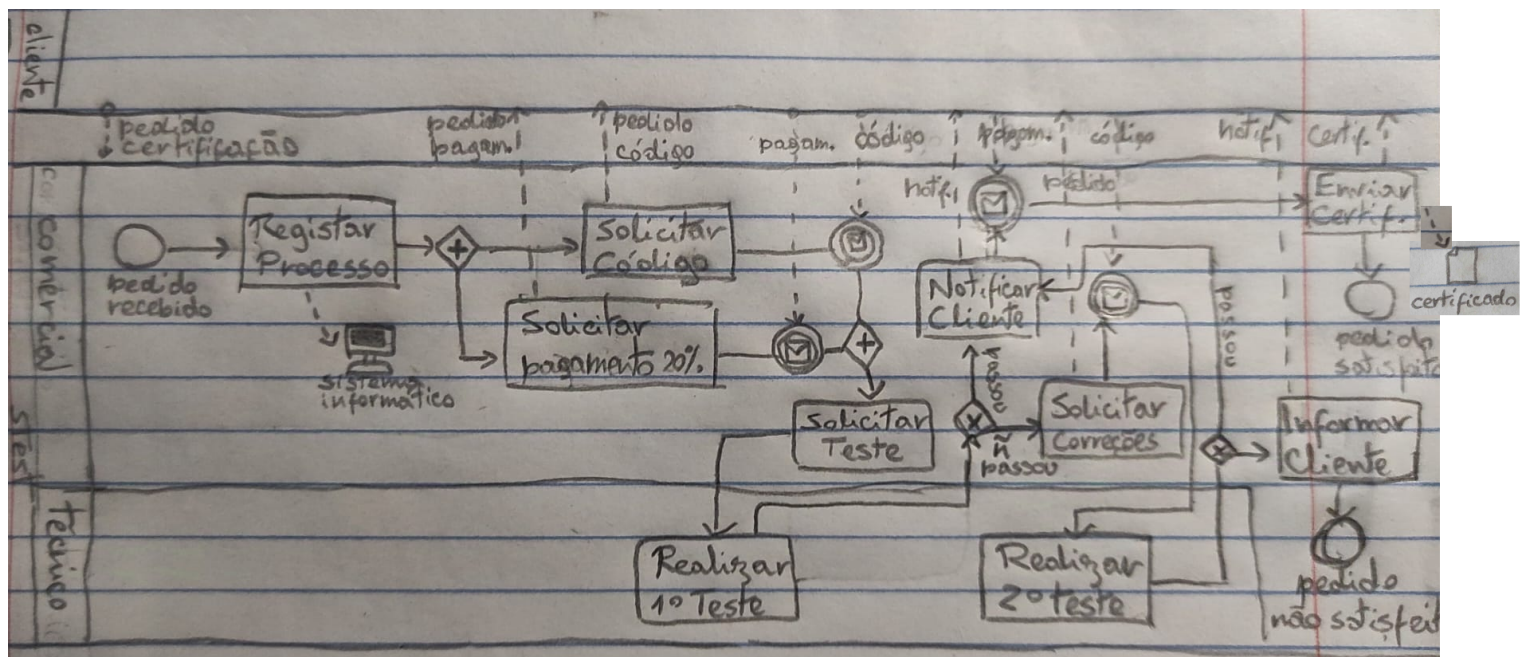 cliente
pedido
certificação
pedido
pagam.
pedido
código
pagam.
código
notif.
pagam.
pedido
código
notif.
certif.
comercial
Técnico
pedido
recebido
Registar
Processo
sistema
informático
Solicitar
Código
Solicitar
pagamento 20%.
Solicitar
Teste
Notificar
Cliente
passou
ñ
passou
Solicitar
Correções
passou
Enviar
Certif.
certificado
pedido
satisfeito
Informar
Cliente
Realizar
1º Teste
Realizar
2º teste
pedido
não satisfeit